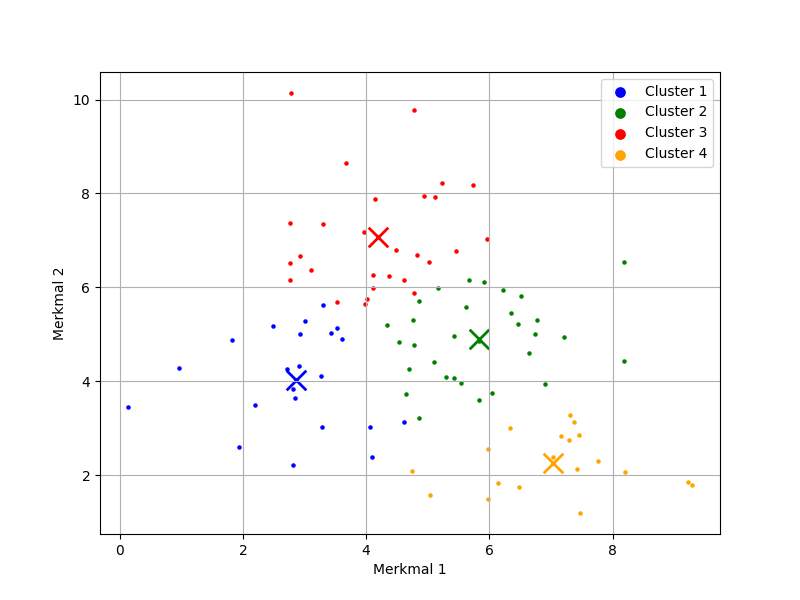 Cluster 1
Cluster 2
Cluster 3
Cluster 4
10
8
6
4
2
Merkmal 2
0 2 4 6 8
Merkmal 1